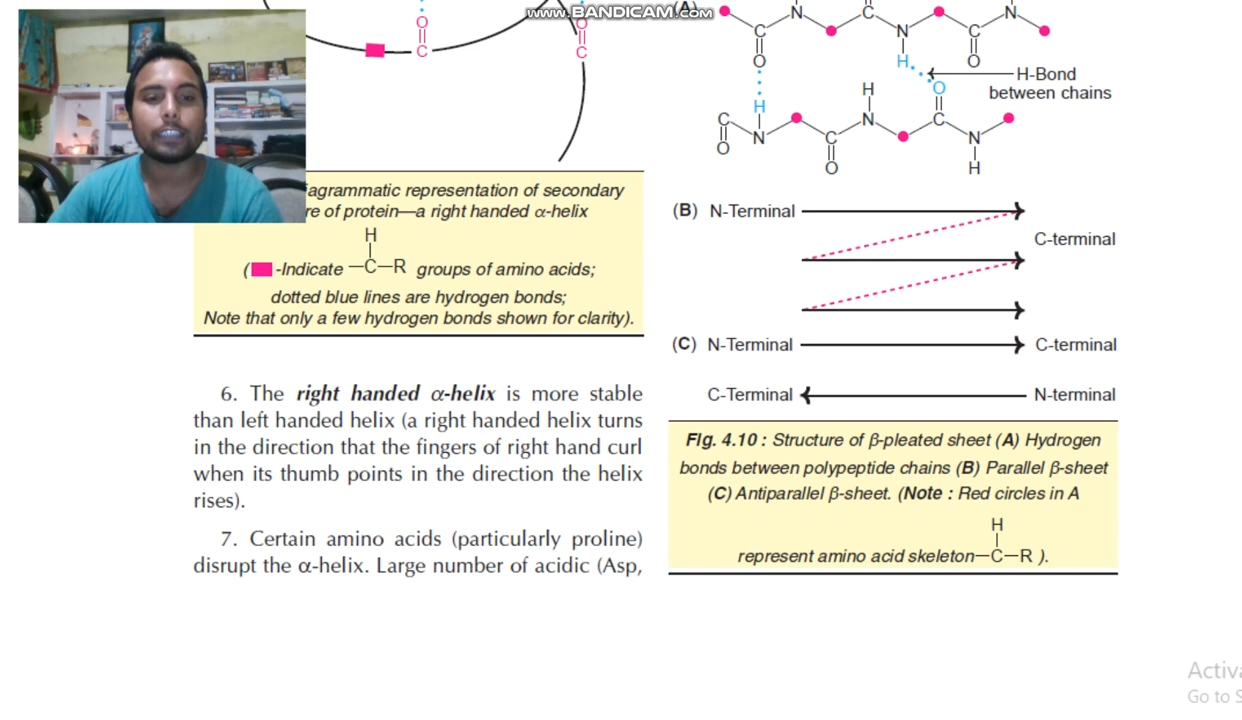 www.BANDICAM.com
O
C
O
C
agrammatic representation of secondary
re of protein—a right handed α-helix
H
( -Indicate —C—R groups of amino acids;
dotted blue lines are hydrogen bonds;
Note that only a few hydrogen bonds shown for clarity).
6. The right handed α-helix is more stable
than left handed helix (a right handed helix turns
in the direction that the fingers of right hand curl
when its thumb points in the direction the helix
rises).
7. Certain amino acids (particularly proline)
disrupt the α-helix. Large number of acidic (Asp,
(A)
N C N
C N C
O H O
H-Bond
between chains
H H O
C N C N C N
O O H
(B) N-Terminal
C-terminal
(C) N-Terminal C-terminal
C-Terminal N-terminal
Fig. 4.10 : Structure of β-pleated sheet (A) Hydrogen
bonds between polypeptide chains (B) Parallel β-sheet
(C) Antiparallel β-sheet. (Note : Red circles in A
H
represent amino acid skeleton—C—R ).
Activa
Go to S